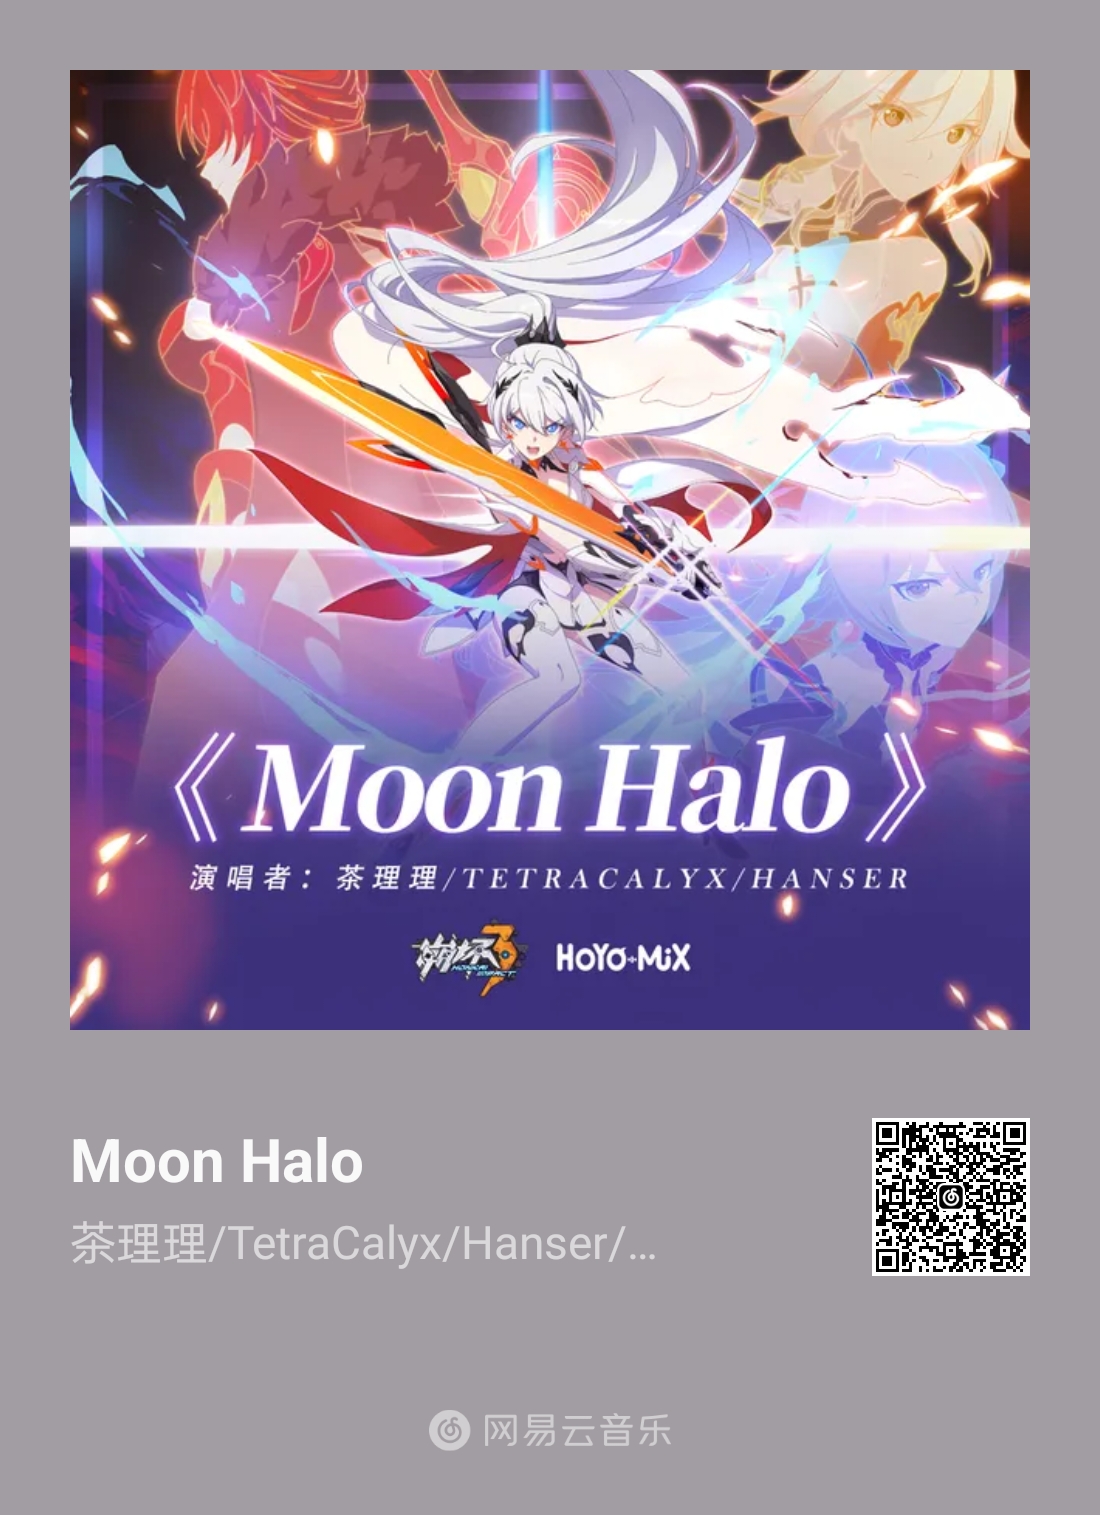 《Moon Halo》
演唱者：茶理理/TETRACALYX/HANSER
崩坏3
HONKAI IMPACT
HOYO-MiX
Moon Halo
茶理理/TetraCalyx/Hanser/...
网易云音乐